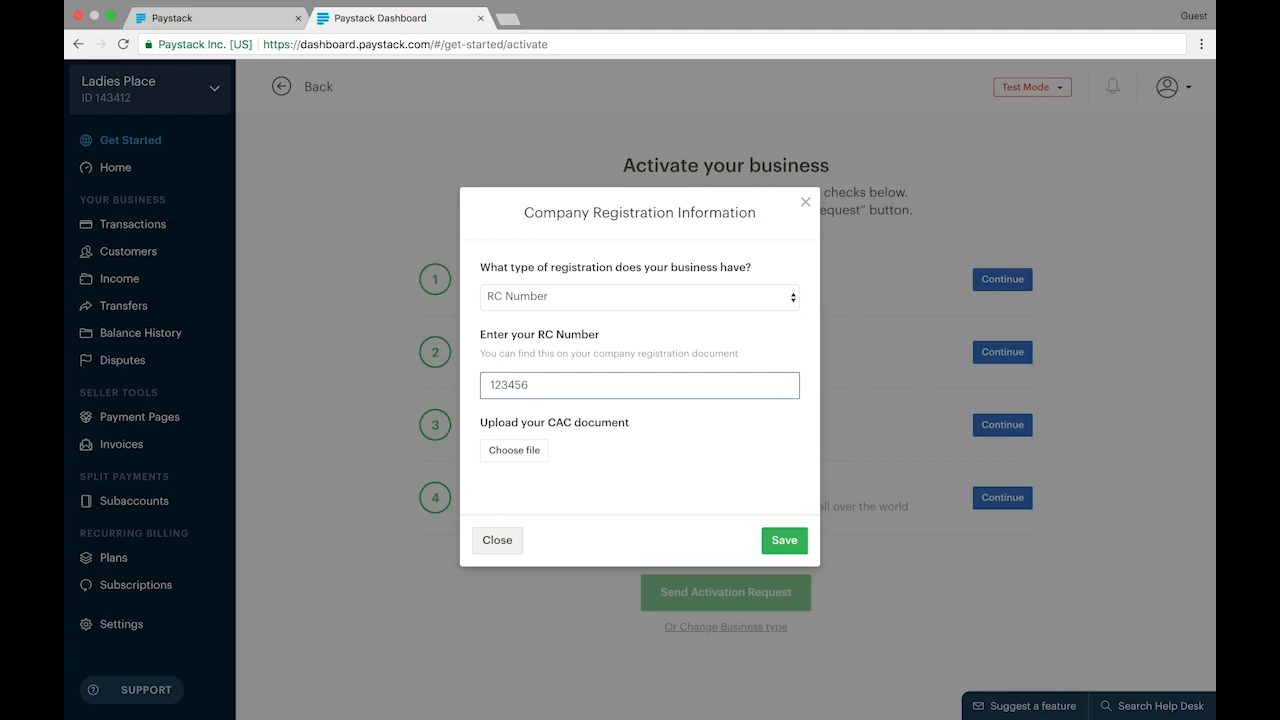 Paystack
Paystack Dashboard
Guest
Paystack Inc. [US]
https://dashboard.paystack.com/#/get-started/activate
Ladies Place
ID 143412
Back
Test Mode
Get Started
Home
YOUR BUSINESS
Transactions
Customers
Income
Transfers
Balance History
Disputes
SELLER TOOLS
Payment Pages
Invoices
SPLIT PAYMENTS
Subaccounts
RECURRING BILLING
Plans
Subscriptions
Settings
SUPPORT
Activate your business
checks below.
equest” button.
1
Continue
2
Continue
3
Continue
4
all over the world
Continue
Company Registration Information
What type of registration does your business have?
RC Number
Enter your RC Number
You can find this on your company registration document
123456
Upload your CAC document
Choose file
Close
Save
Send Activation Request
Or Change Business type
Suggest a feature
Search Help Desk